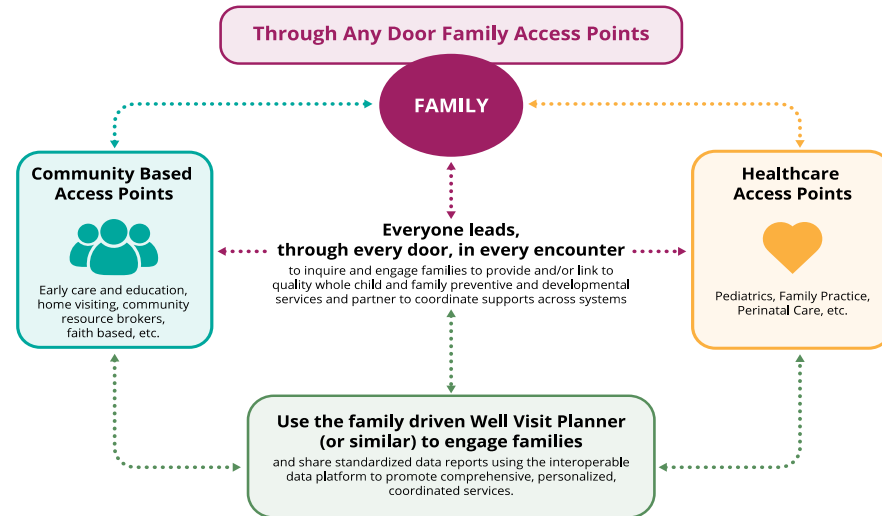 Through Any Door Family Access Points
FAMILY
Community Based
Access Points
Early care and education,
home visiting, community
resource brokers,
faith based, etc.
Everyone leads,
through every door, in every encounter
to inquire and engage families to provide and/or link to
quality whole child and family preventive and developmental
services and partner to coordinate supports across systems
Healthcare
Access Points
Pediatrics, Family Practice,
Perinatal Care, etc.
Use the family driven Well Visit Planner
(or similar) to engage families
and share standardized data reports using the interoperable
data platform to promote comprehensive, personalized,
coordinated services.